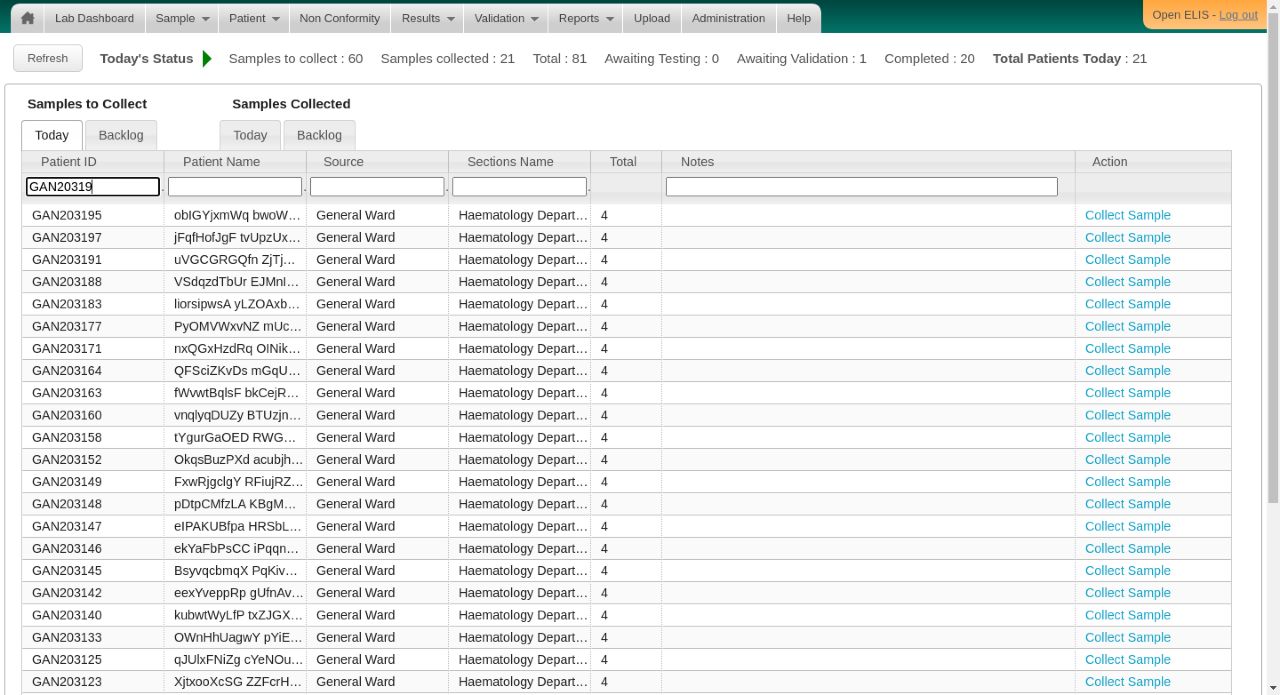 Lab Dashboard Sample Patient Non Conformity Results Validation Reports Upload Administration Help
Open ELIS - Log out
Refresh Today's Status Samples to collect : 60 Samples collected : 21 Total : 81 Awaiting Testing : 0 Awaiting Validation : 1 Completed : 20 Total Patients Today : 21
Samples to Collect Samples Collected
Today Backlog Today Backlog
Patient ID Patient Name Source Sections Name Total Notes Action
GAN20319
GAN203195 obIGYjxmWq bwoW... General Ward Haematology Depart... 4 Collect Sample
GAN203197 jFqfHofJgF tvUpzUx... General Ward Haematology Depart... 4 Collect Sample
GAN203191 uVGCGRGQfn ZjTj... General Ward Haematology Depart... 4 Collect Sample
GAN203188 VSdqzdTbUr EJMnI... General Ward Haematology Depart... 4 Collect Sample
GAN203183 liorsipwsA yLZOAxb... General Ward Haematology Depart... 4 Collect Sample
GAN203177 PyOMVWxvNZ mUc... General Ward Haematology Depart... 4 Collect Sample
GAN203171 nxQGxHzdRq OINik... General Ward Haematology Depart... 4 Collect Sample
GAN203164 QFSciZKvDs mGqU... General Ward Haematology Depart... 4 Collect Sample
GAN203163 fWvwtBqlsF bkCejR... General Ward Haematology Depart... 4 Collect Sample
GAN203160 vnqlyqDUZy BTUzjn... General Ward Haematology Depart... 4 Collect Sample
GAN203158 tYgurGaOED RWG... General Ward Haematology Depart... 4 Collect Sample
GAN203152 OkqsBuzPXd acubjh... General Ward Haematology Depart... 4 Collect Sample
GAN203149 FxwRjgclgY RFiujRZ... General Ward Haematology Depart... 4 Collect Sample
GAN203148 pDtpCMfzLA KBgM... General Ward Haematology Depart... 4 Collect Sample
GAN203147 eIPAKUBfpa HRSbL... General Ward Haematology Depart... 4 Collect Sample
GAN203146 ekYaFbPsCC iPqqn... General Ward Haematology Depart... 4 Collect Sample
GAN203145 BsyvqcbmqX PqKiv... General Ward Haematology Depart... 4 Collect Sample
GAN203142 eexYveppRp gUfnAv... General Ward Haematology Depart... 4 Collect Sample
GAN203140 kubwtWyLfP txZJGX... General Ward Haematology Depart... 4 Collect Sample
GAN203133 OWnHhUagwY pYiE... General Ward Haematology Depart... 4 Collect Sample
GAN203125 qJUlxFNiZg cYeNOu... General Ward Haematology Depart... 4 Collect Sample
GAN203123 XjtxooXcSG ZZFcrH... General Ward Haematology Depart... 4 Collect Sample